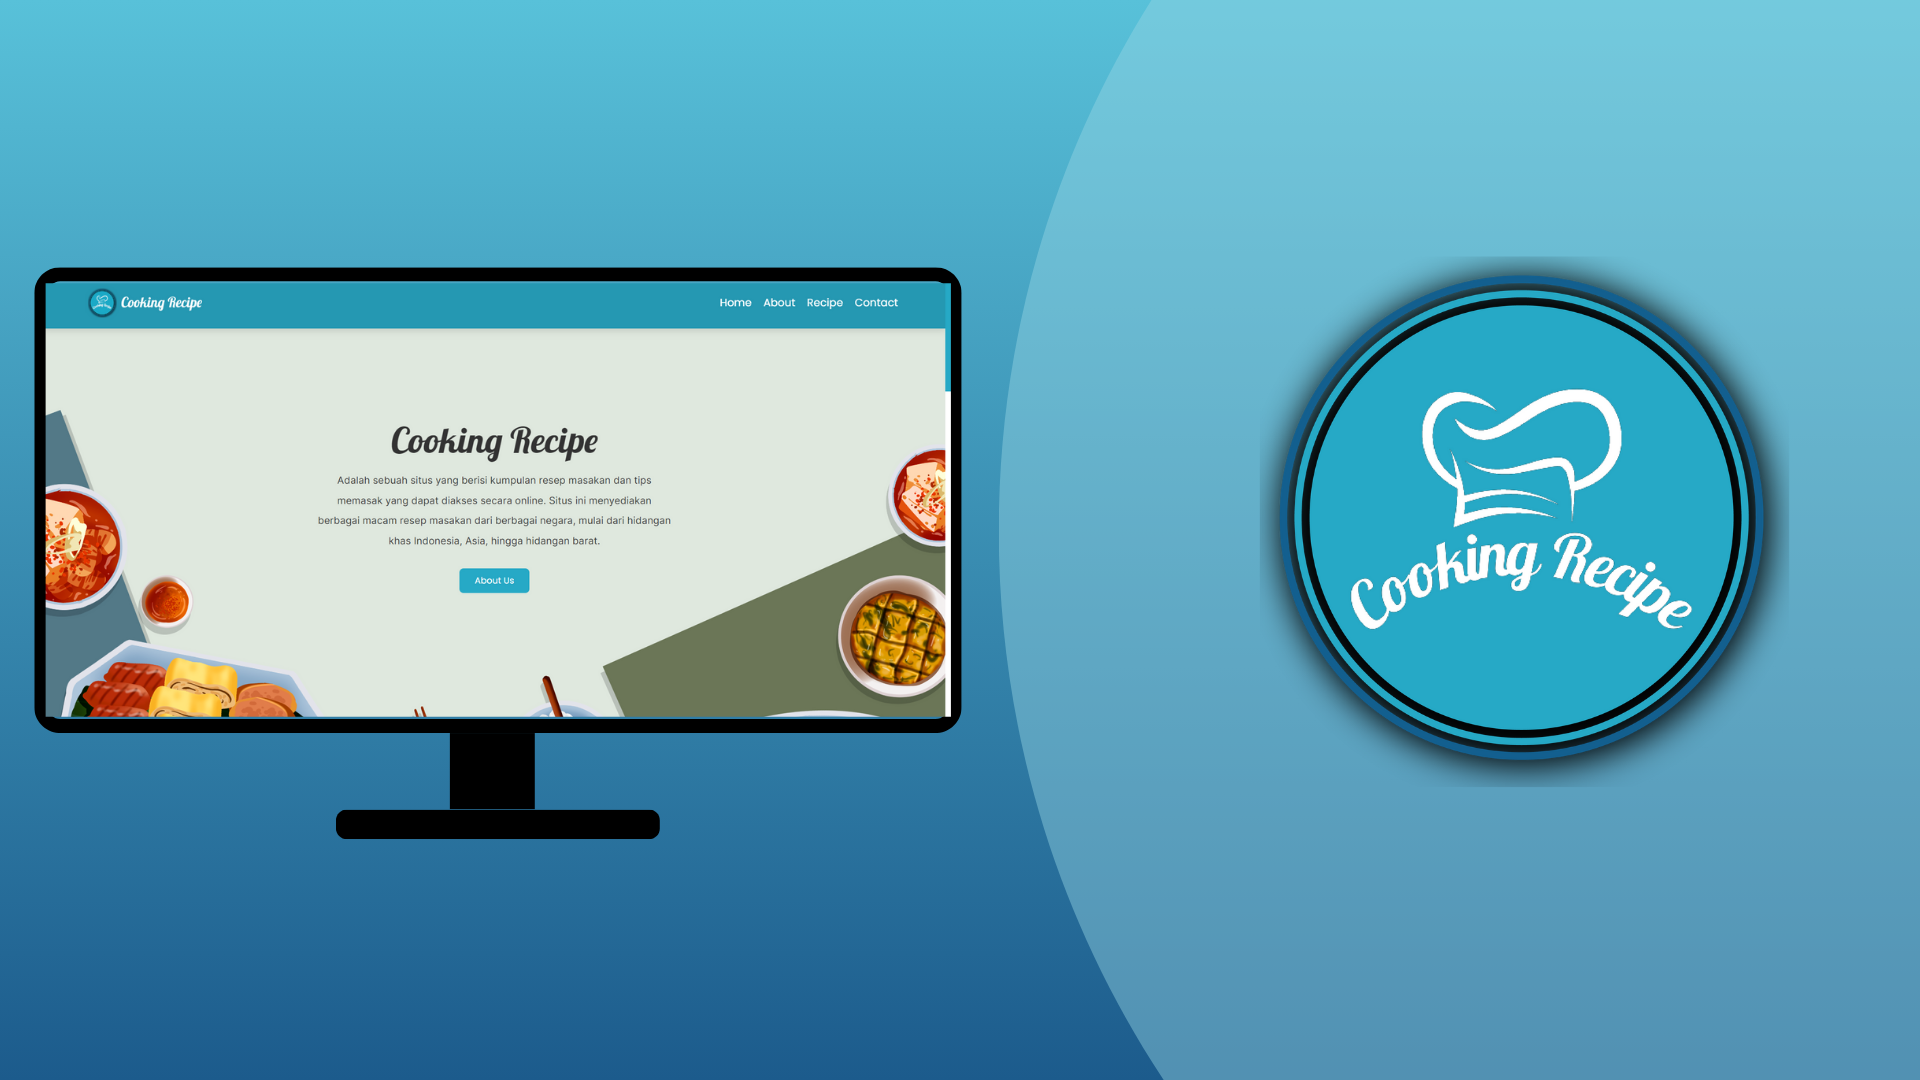 Cooking Recipe
Home About Recipe Contact
Cooking Recipe
Adalah sebuah situs yang berisi kumpulan resep masakan dan tips
memasak yang dapat diakses secara online. Situs ini menyediakan
berbagai macam resep masakan dari berbagai negara, mulai dari hidangan
khas Indonesia, Asia, hingga hidangan barat.
About Us
Cooking Recipe